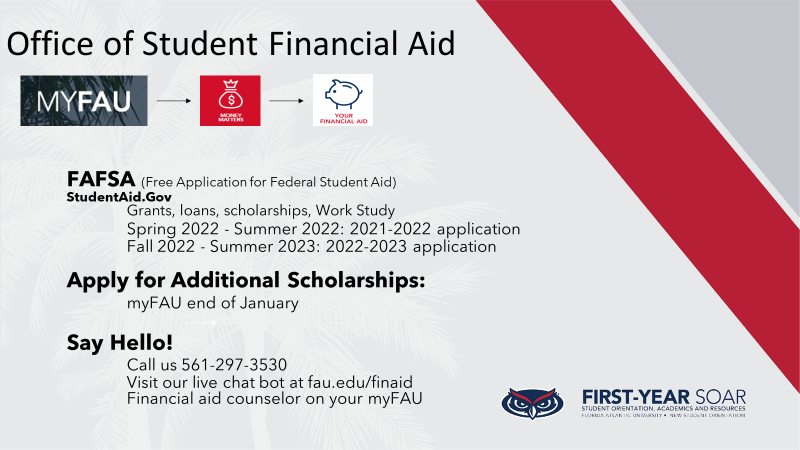 Office of Student Financial Aid
MYFAU
MONEY
MATTERS
YOUR
FINANCIAL AID
FAFSA (Free Application for Federal Student Aid)
StudentAid.Gov
Grants, loans, scholarships, Work Study
Spring 2022 - Summer 2022: 2021-2022 application
Fall 2022 - Summer 2023: 2022-2023 application
Apply for Additional Scholarships:
myFAU end of January
Say Hello!
Call us 561-297-3530
Visit our live chat bot at fau.edu/finaid
Financial aid counselor on your myFAU
FIRST-YEAR SOAR
STUDENT ORIENTATION, ACADEMICS AND RESOURCES
FLORIDA ATLANTIC UNIVERSITY • NEW STUDENT ORIENTATION